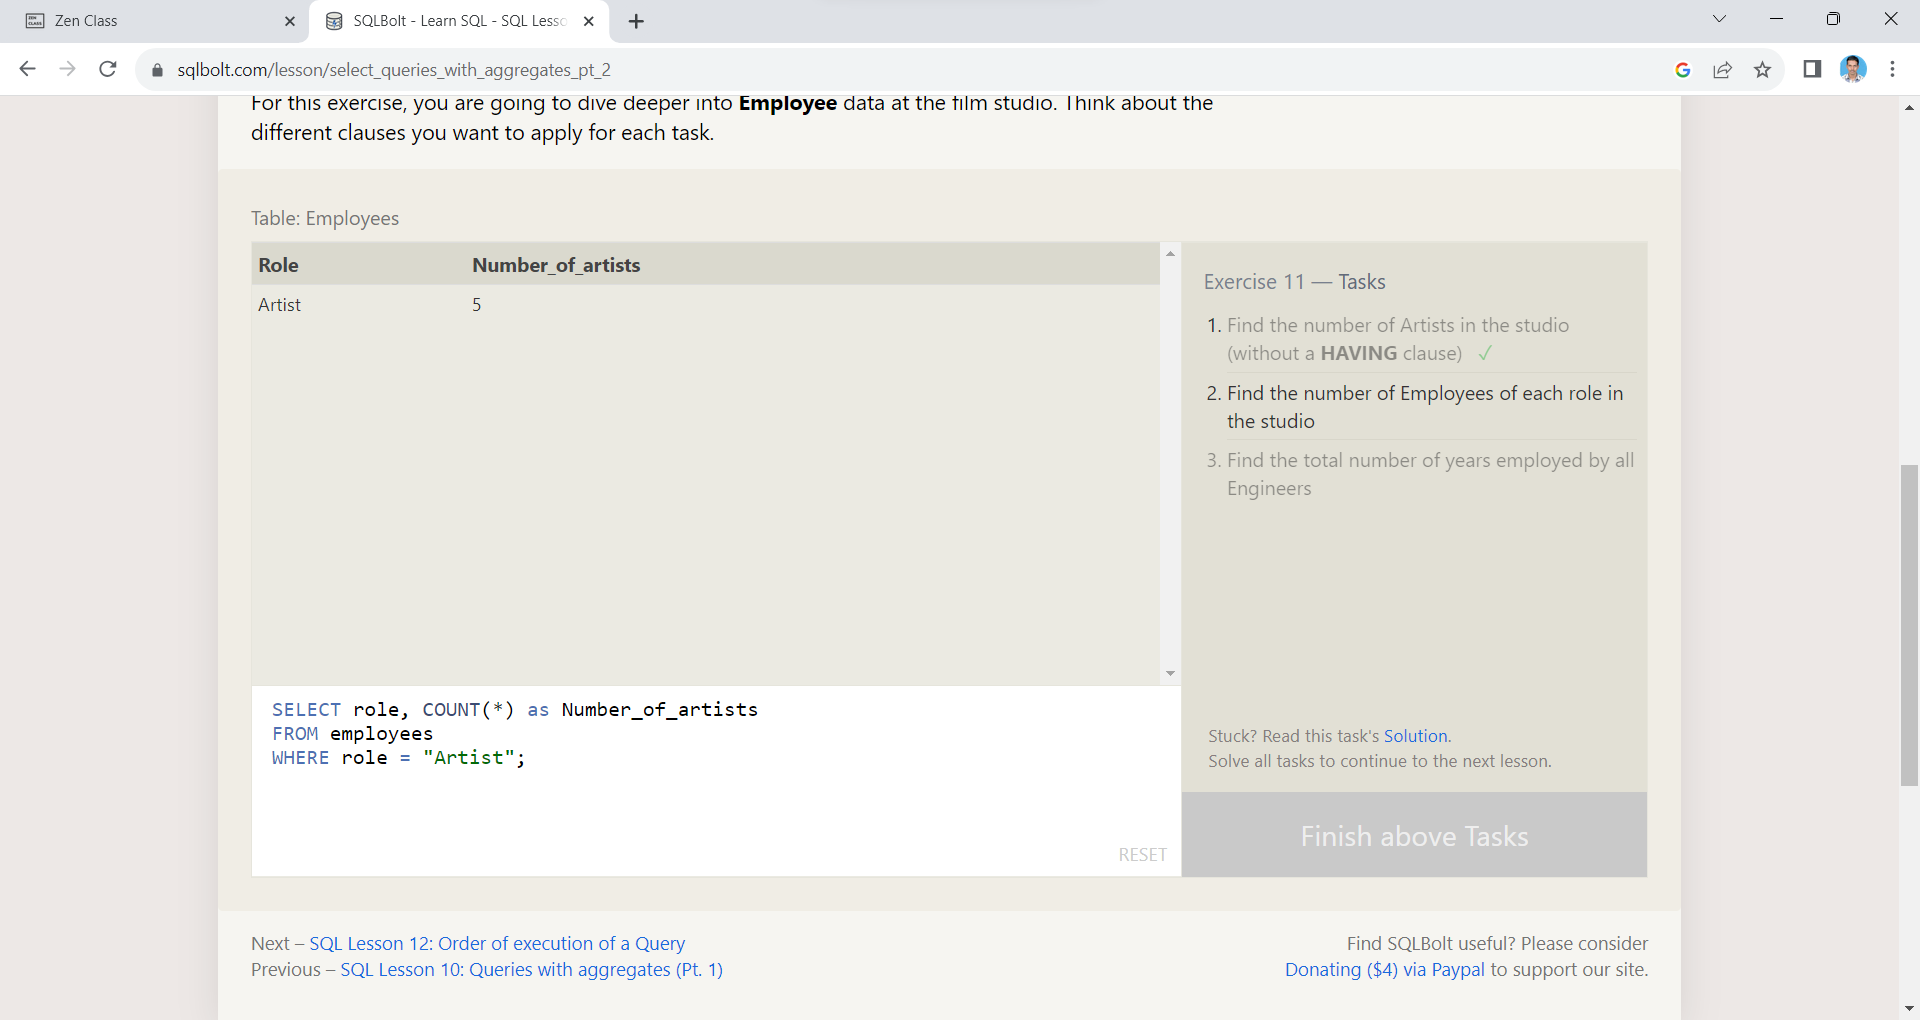 Zen Class
SQLBolt - Learn SQL - SQL Lesso
sqlbolt.com/lesson/select_queries_with_aggregates_pt_2
For this exercise, you are going to dive deeper into Employee data at the film studio. Think about the
different clauses you want to apply for each task.
Table: Employees
Role Number_of_artists
Artist 5
Exercise 11 — Tasks
1. Find the number of Artists in the studio
(without a HAVING clause) ✓
2. Find the number of Employees of each role in
the studio
3. Find the total number of years employed by all
Engineers
SELECT role, COUNT(*) as Number_of_artists
FROM employees
WHERE role = "Artist";
RESET
Stuck? Read this task's Solution.
Solve all tasks to continue to the next lesson.
Finish above Tasks
Next – SQL Lesson 12: Order of execution of a Query
Previous – SQL Lesson 10: Queries with aggregates (Pt. 1)
Find SQLBolt useful? Please consider
Donating ($4) via Paypal to support our site.